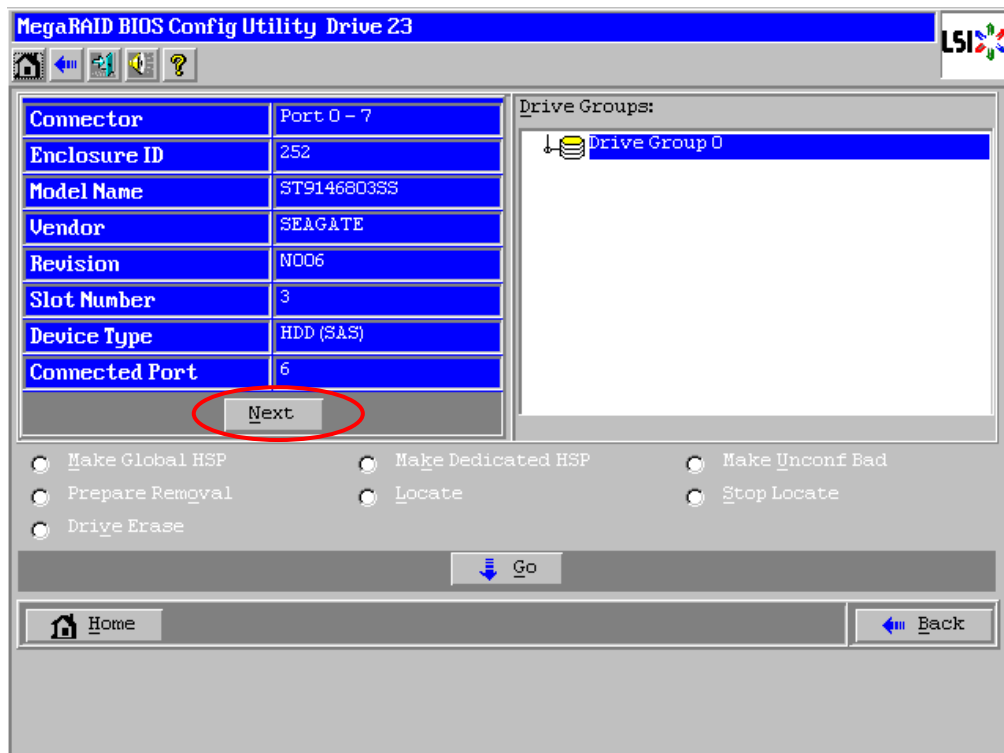 MegaRAID BIOS Config Utility Drive 23
LSI
Connector Port 0 - 7
Enclosure ID 252
Model Name ST9146803SS
Vendor SEAGATE
Revision N006
Slot Number 3
Device Type HDD (SAS)
Connected Port 6
Next
Drive Groups:
Drive Group 0
Make Global HSP Make Dedicated HSP Make Unconf Bad
Prepare Removal Locate Stop Locate
Drive Erase
Go
Home Back